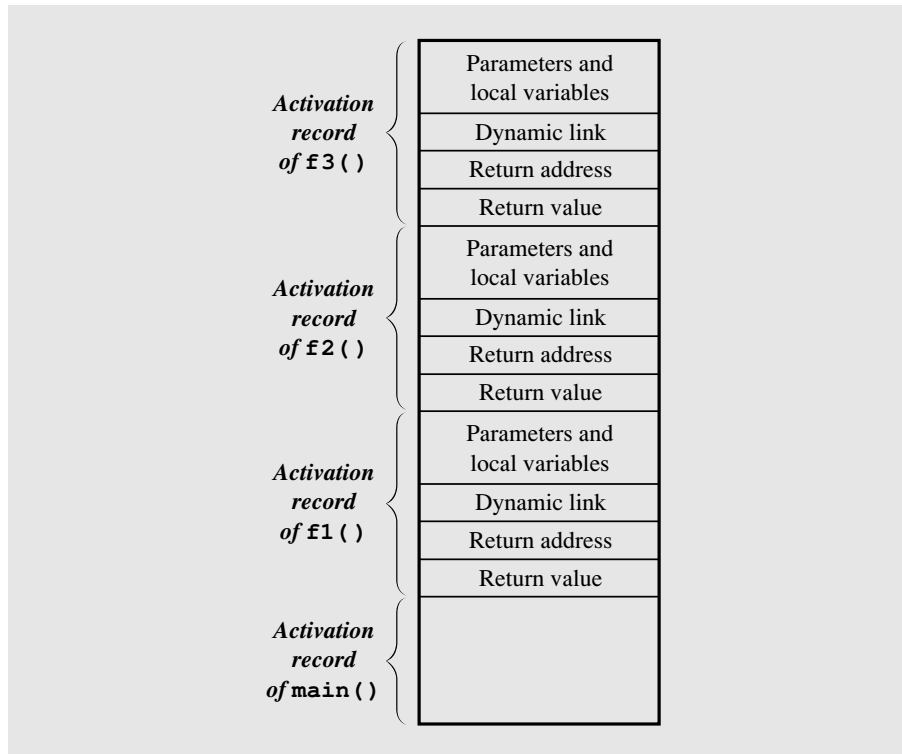 Parameters and
local variables
Activation
record
of f3()
Dynamic link
Return address
Return value
Parameters and
local variables
Activation
record
of f2()
Dynamic link
Return address
Return value
Parameters and
local variables
Activation
record
of f1()
Dynamic link
Return address
Return value
Activation
record
of main()